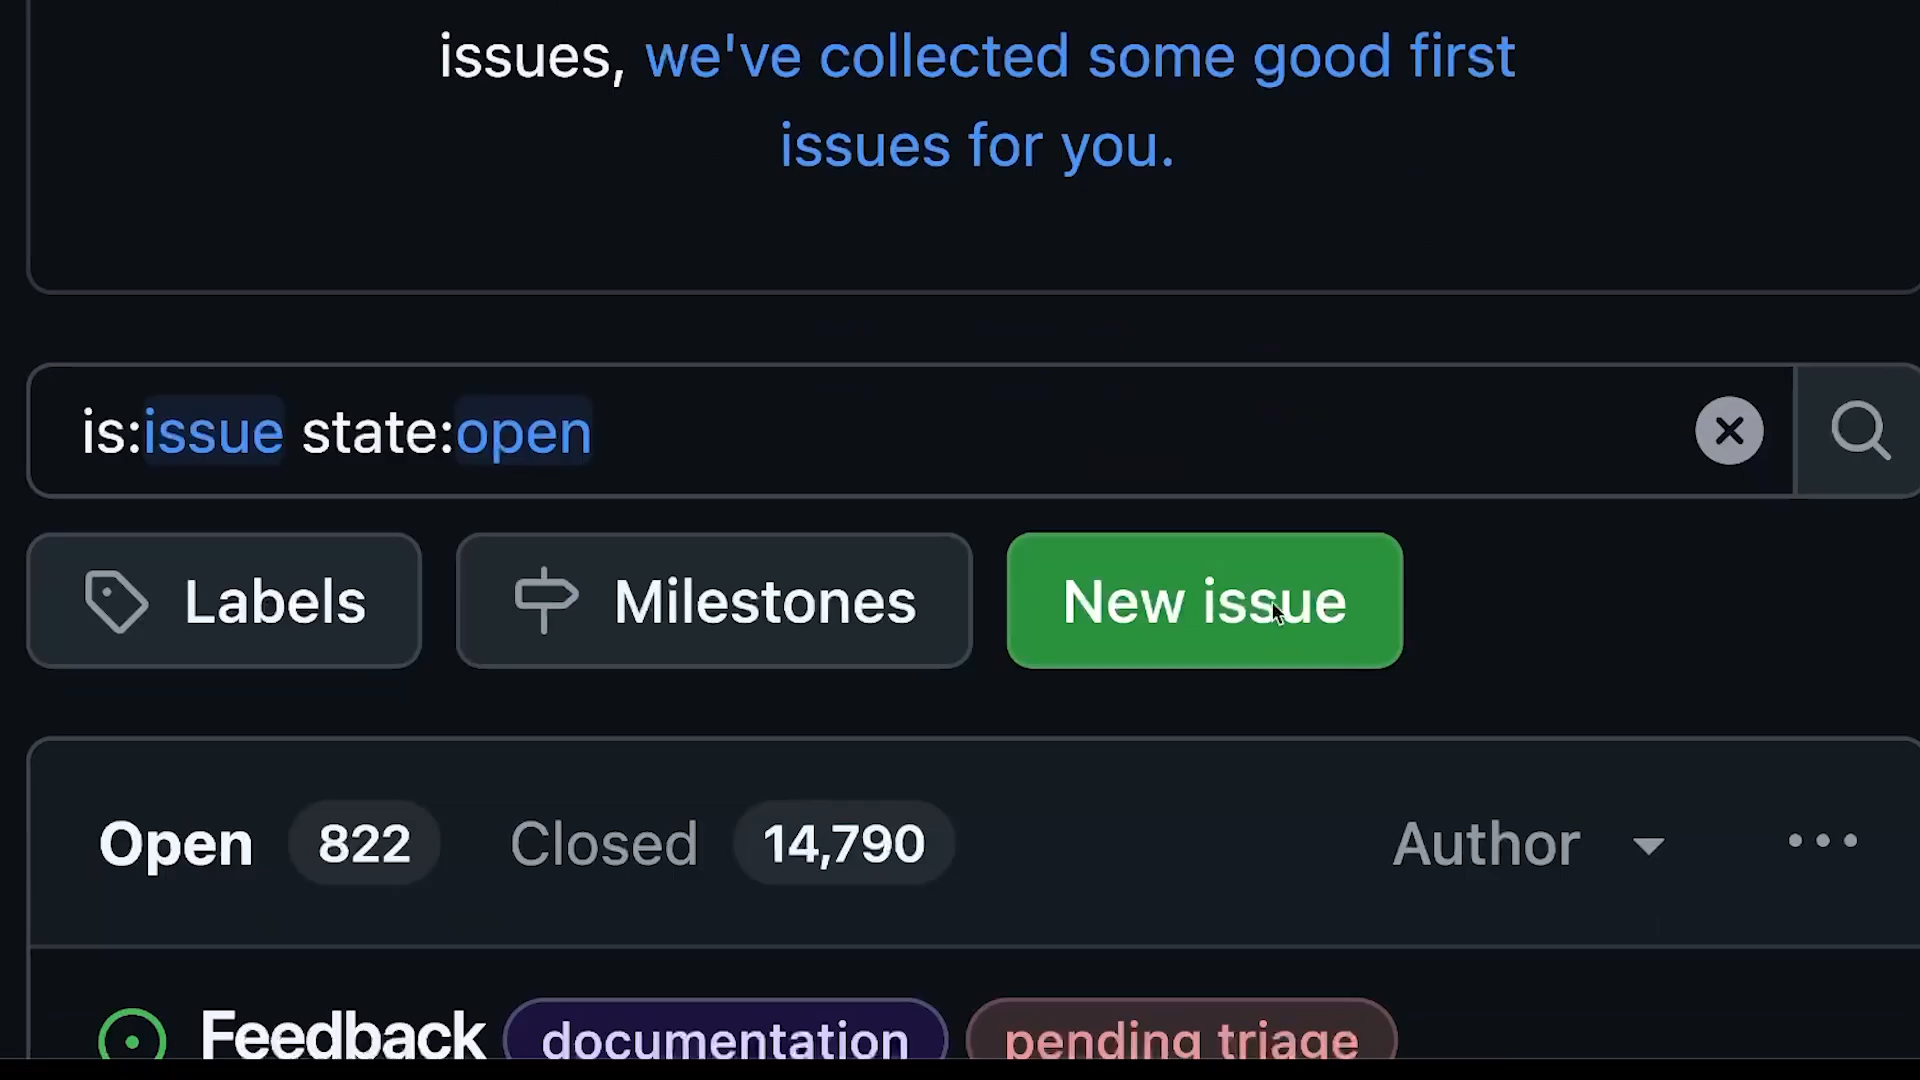 issues, we've collected some good first
issues for you.
is:issue state:open
Labels
Milestones
New issue
Open 822 Closed 14,790 Author
Feedback documentation pending triage